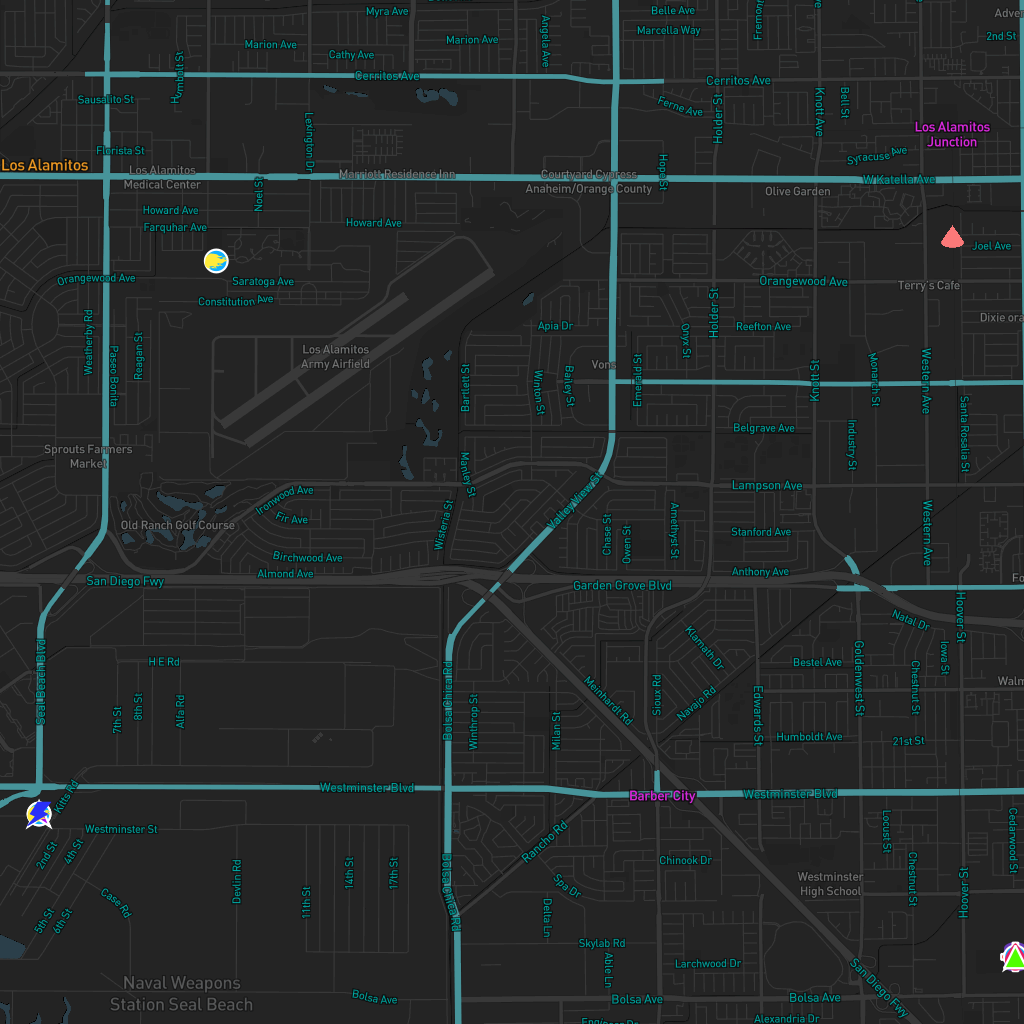 Myra Ave
Belle Ave
Fremont
Adven
Marion Ave
Angela Ave
Marion Ave
Marcella Way
2nd St
Cathy Ave
Cerritos Ave
Cerritos Ave
Humbolt St
Sausalito St
Ferne Ave
Holder St
Knott Ave
Bell St
Lexington Dr
Los Alamitos
Junction
Florista St
Syracuse Ave
Los Alamitos
Los Alamitos
Medical Center
Marriott Residence Inn
Courtyard Cypress
Anaheim/Orange County
Hope St
Olive Garden
W Katella Ave
Noel St
Howard Ave
Howard Ave
Farquhar Ave
Joel Ave
Orangewood Ave
Saratoga Ave
Orangewood Ave
Terry's Cafe
Constitution Ave
Holder St
Dixie ora
Weatherby Rd
Apia Dr
Onyx St
Reefton Ave
Paseo Bonita
Reagan St
Los Alamitos
Army Airfield
Vons
Bartlett St
Winton St
Bailey St
Emerald St
Knott St
Monarch St
Western Ave
Santa Rosalia St
Belgrave Ave
Industry St
Sprouts Farmers
Market
Manley St
Valley View St
Lampson Ave
Ironwood Ave
Fir Ave
Old Ranch Golf Course
Wisteria St
Chase St
Owen St
Amethyst St
Stanford Ave
Western Ave
Birchwood Ave
Almond Ave
San Diego Fwy
Garden Grove Blvd
Anthony Ave
Fo
Natal Dr
Hoover St
Seal Beach Blvd
H E Rd
Klamath Dr
Bestel Ave
Goldenwest St
Iowa St
Chestnut St
Walm
Bolsa Chica Rd
Meinhardt Rd
Sioux Rd
Navajo Rd
Edwards St
7th St
8th St
Alfa Rd
Winthrop St
Milan St
Humboldt Ave
21st St
Westminster Blvd
Barber City
Westminster Blvd
Kitts Rd
Westminster St
Rancho Rd
Locust St
Cedarwood St
2nd St
4th St
Chinook Dr
Devlin Rd
14th St
17th St
Bolsa Chica Rd
Westminster
High School
Chestnut St
Hoover St
Case Rd
11th St
Spa Dr
5th St
6th St
Delta Ln
Skylab Rd
Able Ln
Larchwood Dr
San Diego Fwy
Naval Weapons
Station Seal Beach
Bolsa Ave
Bolsa Ave
Bolsa Ave
Engineer Dr
Alexandria Dr